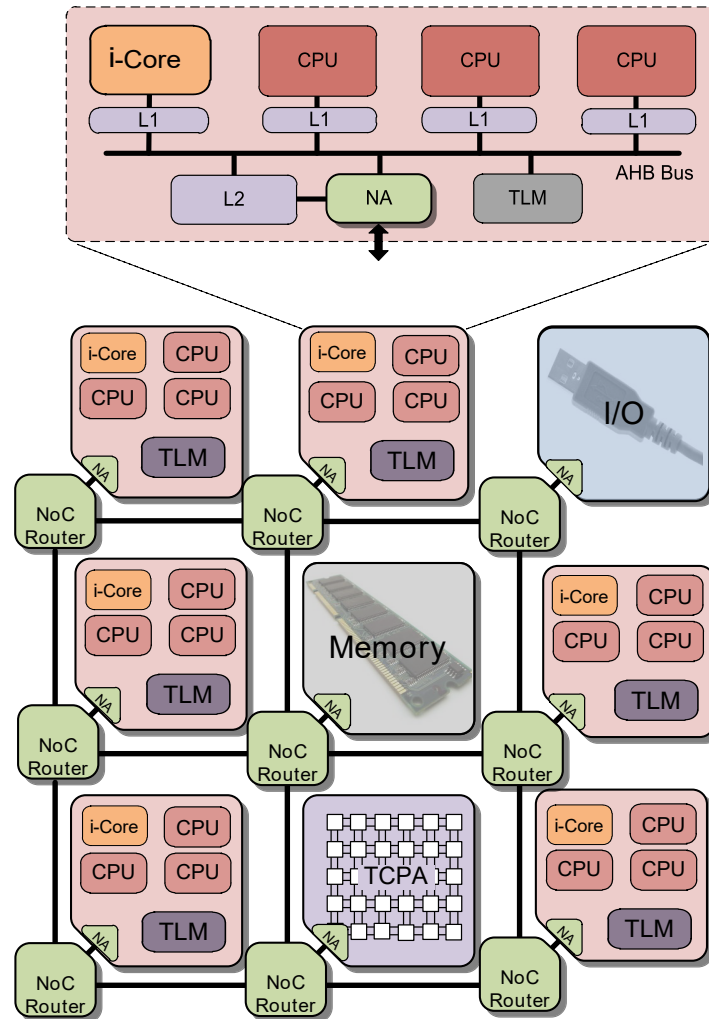 i-Core
CPU
CPU
CPU
L1
L1
L1
L1
AHB Bus
L2
NA
TLM
i-Core
CPU
CPU
CPU
TLM
NA
NoC
Router
i-Core
CPU
CPU
CPU
TLM
NA
NoC
Router
I/O
NA
NoC
Router
i-Core
CPU
CPU
CPU
TLM
NA
NoC
Router
Memory
NA
NoC
Router
i-Core
CPU
CPU
CPU
TLM
NA
NoC
Router
i-Core
CPU
CPU
CPU
TLM
NA
NoC
Router
TCPA
NA
NoC
Router
i-Core
CPU
CPU
CPU
TLM
NA
NoC
Router